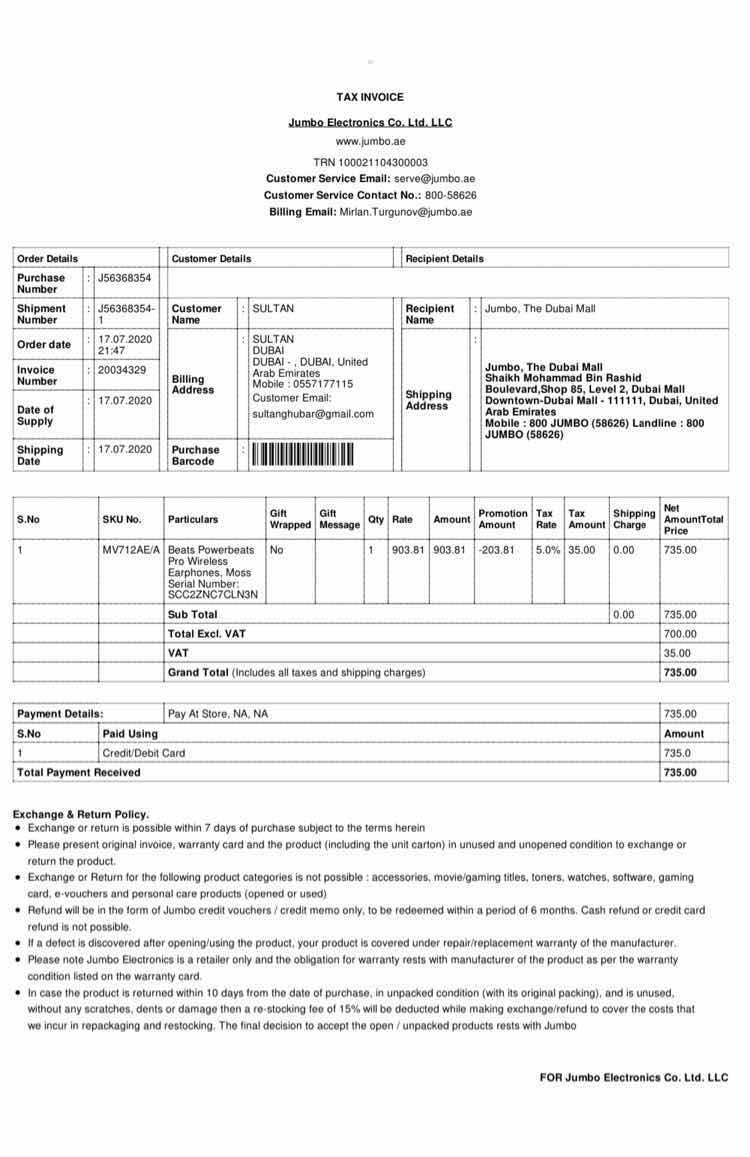 TAX INVOICE
Jumbo Electronics Co. Ltd. LLC
www.jumbo.ae
TRN 100021104300003
Customer Service Email: serve@jumbo.ae
Customer Service Contact No.: 800-58626
Billing Email: Mirlan.Turgunov@jumbo.ae
Order Details Customer Details Recipient Details
Purchase Number : J56368354
Shipment Number : J56368354-1
Customer Name : SULTAN
Recipient Name : Jumbo, The Dubai Mall
Order date : 17.07.2020 21:47
Invoice Number : 20034329
Date of Supply : 17.07.2020
Shipping Date : 17.07.2020
Billing Address :
SULTAN
DUBAI
DUBAI - , DUBAI, United
Arab Emirates
Mobile : 0557177115
Customer Email:
sultanghubar@gmail.com
Purchase Barcode :
Shipping Address :
Jumbo, The Dubai Mall
Shaikh Mohammad Bin Rashid
Boulevard,Shop 85, Level 2, Dubai Mall
Downtown-Dubai Mall - 111111, Dubai, United
Arab Emirates
Mobile : 800 JUMBO (58626) Landline : 800
JUMBO (58626)
S.No SKU No. Particulars Gift Wrapped Gift Message Qty Rate Amount Promotion Amount Tax Rate Tax Amount Shipping Charge Net AmountTotal Price
1 MV712AE/A Beats Powerbeats No 1 903.81 903.81 -203.81 5.0% 35.00 0.00 735.00
Pro Wireless
Earphones, Moss
Serial Number:
SCC2ZNC7CLN3N
Sub Total 0.00 735.00
Total Excl. VAT 700.00
VAT 35.00
Grand Total (Includes all taxes and shipping charges) 735.00
Payment Details: Pay At Store, NA, NA 735.00
S.No Paid Using Amount
1 Credit/Debit Card 735.0
Total Payment Received 735.00
Exchange & Return Policy.
• Exchange or return is possible within 7 days of purchase subject to the terms herein
• Please present original invoice, warranty card and the product (including the unit carton) in unused and unopened condition to exchange or
return the product.
• Exchange or Return for the following product categories is not possible : accessories, movie/gaming titles, toners, watches, software, gaming
card, e-vouchers and personal care products (opened or used)
• Refund will be in the form of Jumbo credit vouchers / credit memo only, to be redeemed within a period of 6 months. Cash refund or credit card
refund is not possible.
• If a defect is discovered after opening/using the product, your product is covered under repair/replacement warranty of the manufacturer.
• Please note Jumbo Electronics is a retailer only and the obligation for warranty rests with manufacturer of the product as per the warranty
condition listed on the warranty card.
• In case the product is returned within 10 days from the date of purchase, in unpacked condition (with its original packing), and is unused,
without any scratches, dents or damage then a re-stocking fee of 15% will be deducted while making exchange/refund to cover the costs that
we incur in repackaging and restocking. The final decision to accept the open / unpacked products rests with Jumbo
FOR Jumbo Electronics Co. Ltd. LLC